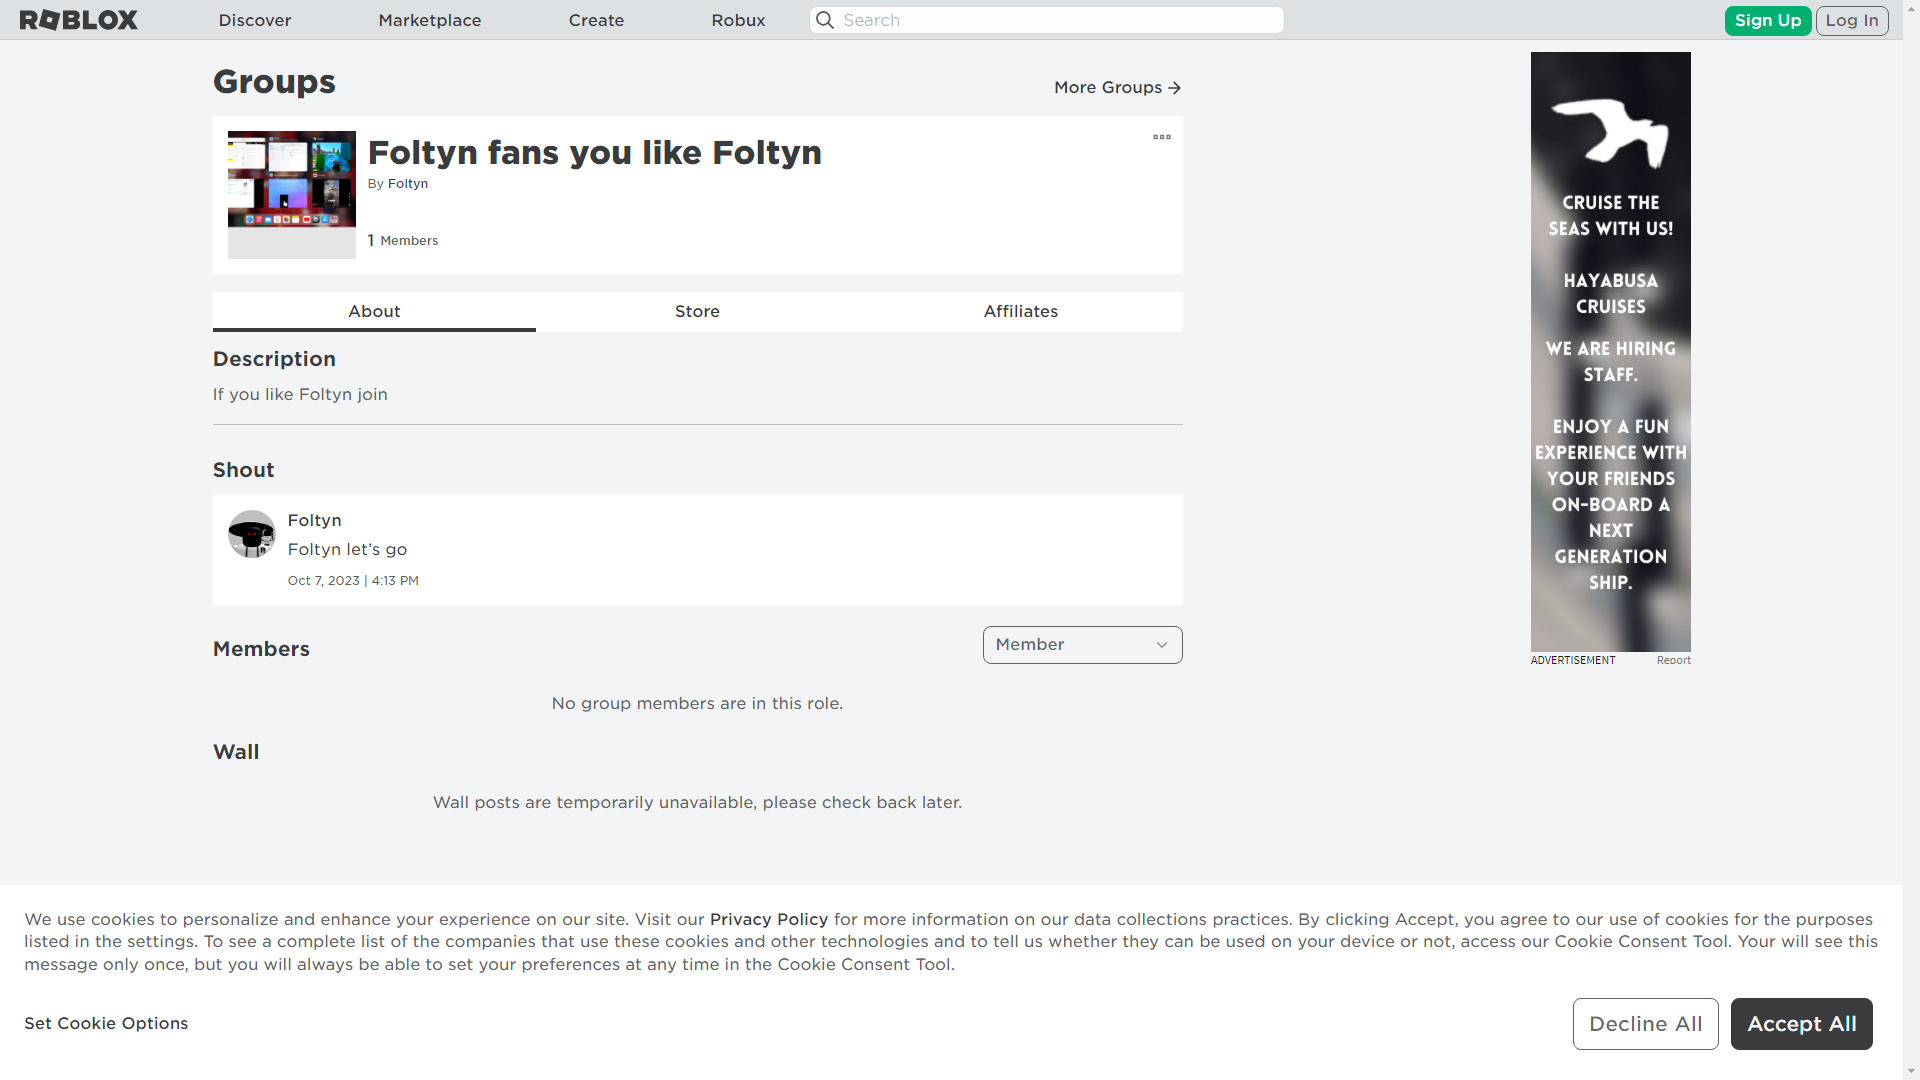 ROBLOX
Discover
Marketplace
Create
Robux
Search
Sign Up
Log In
Groups
More Groups
Foltyn fans you like Foltyn
By Foltyn
1 Members
About
Store
Affiliates
Description
If you like Foltyn join
Shout
Foltyn
Foltyn let’s go
Oct 7, 2023 | 4:13 PM
Members
Member
No group members are in this role.
Wall
Wall posts are temporarily unavailable, please check back later.
CRUISE THE
SEAS WITH US!
HAYABUSA
CRUISES
WE ARE HIRING
STAFF.
ENJOY A FUN
EXPERIENCE WITH
YOUR FRIENDS
ON-BOARD A
NEXT
GENERATION
SHIP.
ADVERTISEMENT
Report
We use cookies to personalize and enhance your experience on our site. Visit our Privacy Policy for more information on our data collections practices. By clicking Accept, you agree to our use of cookies for the purposes
listed in the settings. To see a complete list of the companies that use these cookies and other technologies and to tell us whether they can be used on your device or not, access our Cookie Consent Tool. Your will see this
message only once, but you will always be able to set your preferences at any time in the Cookie Consent Tool.
Set Cookie Options
Decline All
Accept All